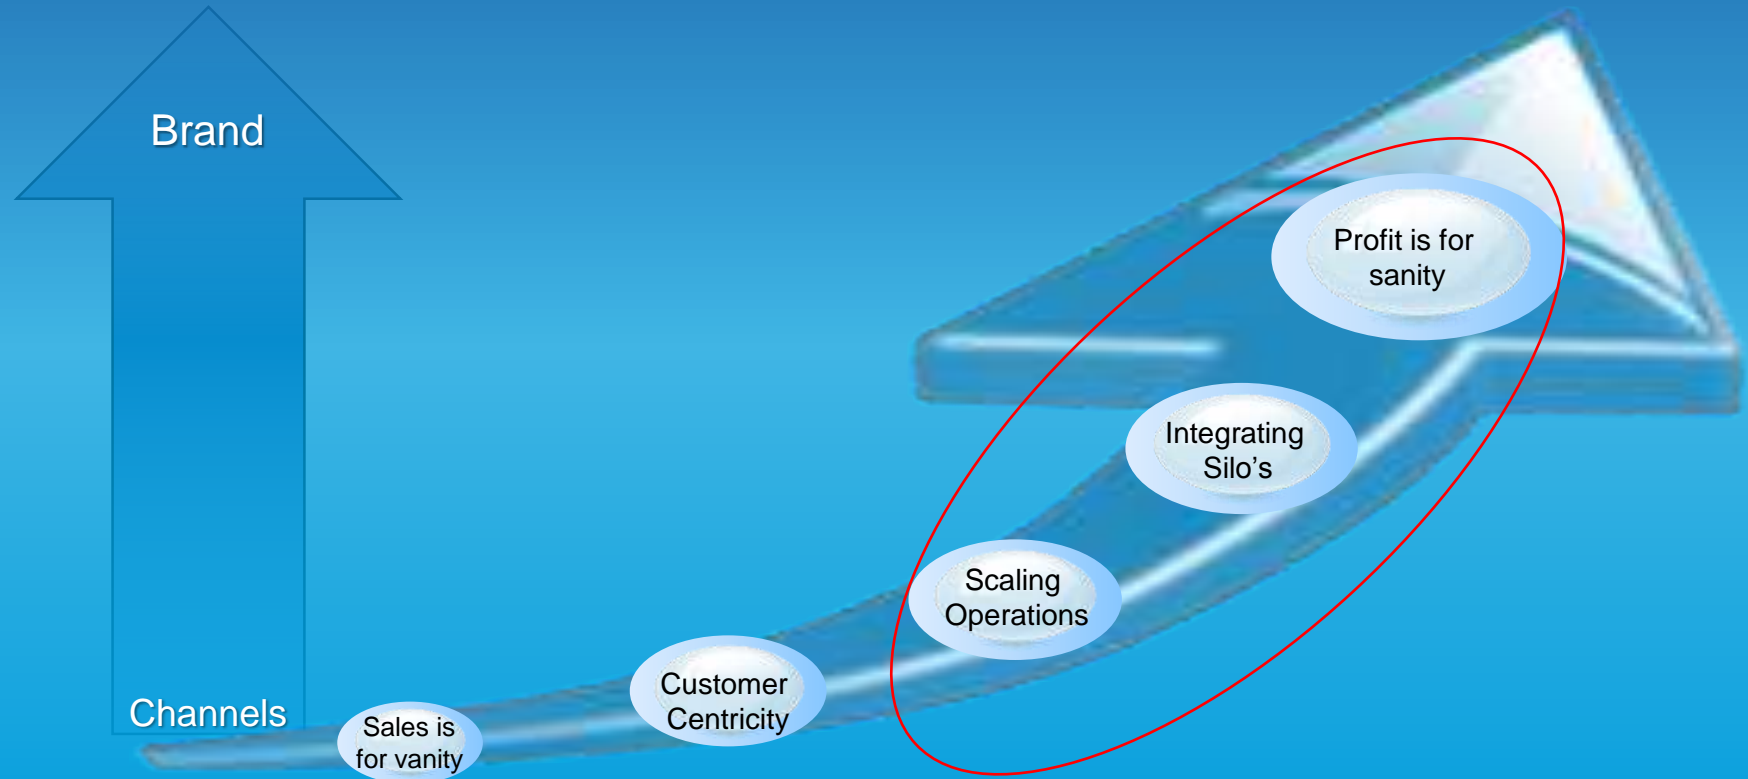 Brand
Profit is for
sanity
Integrating
Silo’s
Scaling
Operations
Customer
Centricity
Channels
Sales is
for vanity